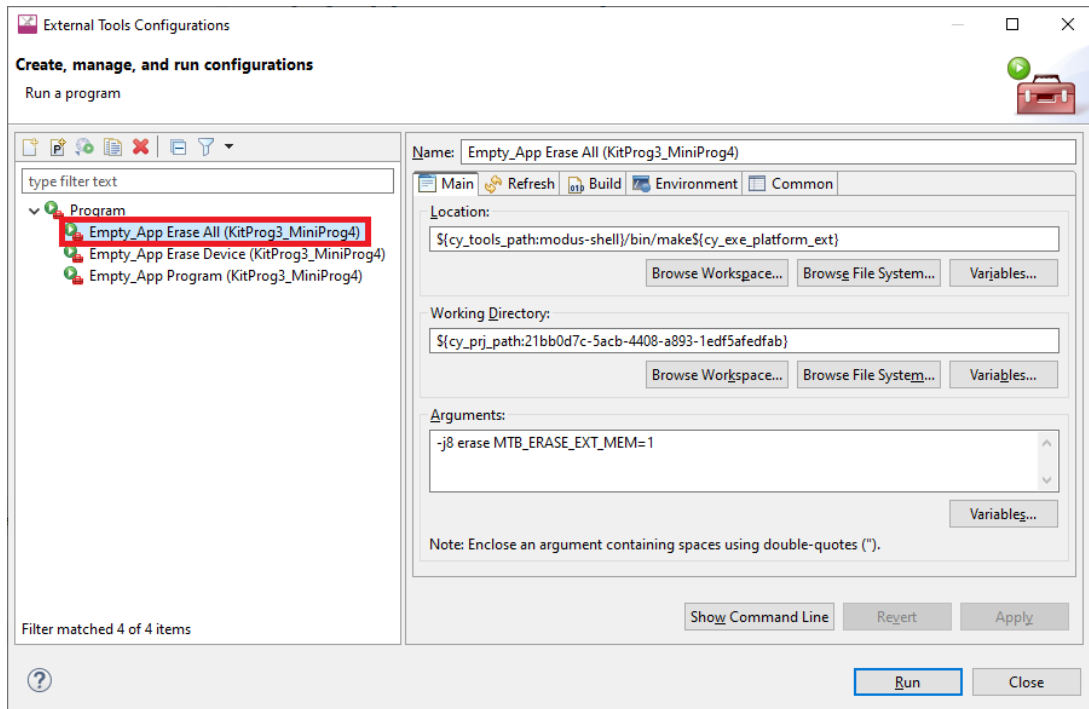 External Tools Configurations
Create, manage, and run configurations
Run a program
type filter text
Program
Empty_App Erase All (KitProg3_MiniProg4)
Empty_App Erase Device (KitProg3_MiniProg4)
Empty_App Program (KitProg3_MiniProg4)
Filter matched 4 of 4 items
Name: Empty_App Erase All (KitProg3_MiniProg4)
Main Refresh Build Environment Common
Location:
${cy_tools_path:modus-shell}/bin/make${cy_exe_platform_ext}
Browse Workspace... Browse File System... Variables...
Working Directory:
${cy_prj_path:21bb0d7c-5acb-4408-a893-1edf5afedfab}
Browse Workspace... Browse File System... Variables...
Arguments:
-j8 erase MTB_ERASE_EXT_MEM=1
Variables...
Note: Enclose an argument containing spaces using double-quotes (").
Show Command Line Revert Apply
Run Close